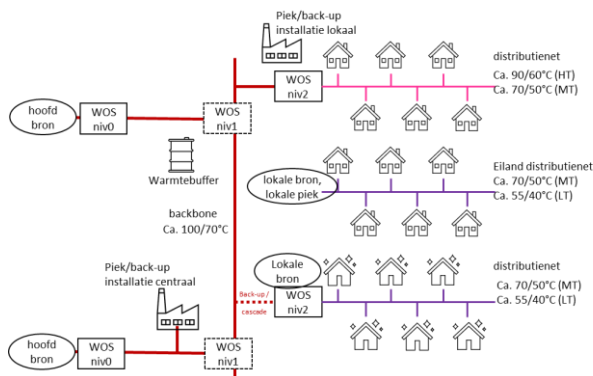 Piek/back-up
installatie lokaal
WOS
niv2
distributienet
Ca. 90/60°C (HT)
Ca. 70/50°C (MT)
hoofd
bron
WOS
niv0
WOS
niv1
Warmtebuffer
lokale bron,
lokale piek
Eiland distributienet
Ca. 70/50°C (MT)
Ca. 55/40°C (LT)
backbone
Ca. 100/70°C
Piek/back-up
installatie centraal
Lokale
bron
WOS
niv2
Back-up /
cascade
distributienet
Ca. 70/50°C (MT)
Ca. 55/40°C (LT)
hoofd
bron
WOS
niv0
WOS
niv1